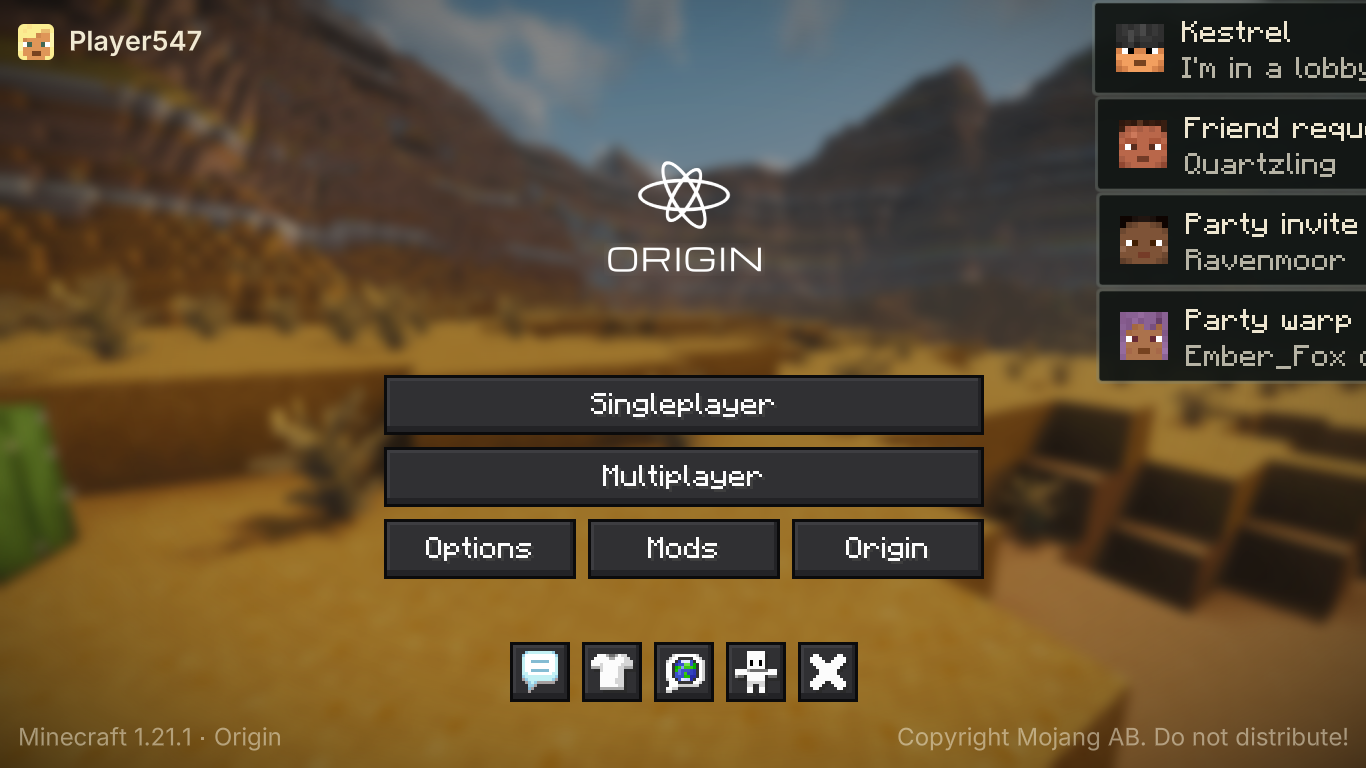 Player547
Kestrel
I'm in a lobby
Friend requ
Quartzling
Party invite
Ravenmoor
Party warp
Ember_Fox
ORIGIN
Singleplayer
Multiplayer
Options
Mods
Origin
Minecraft 1.21.1 · Origin
Copyright Mojang AB. Do not distribute!